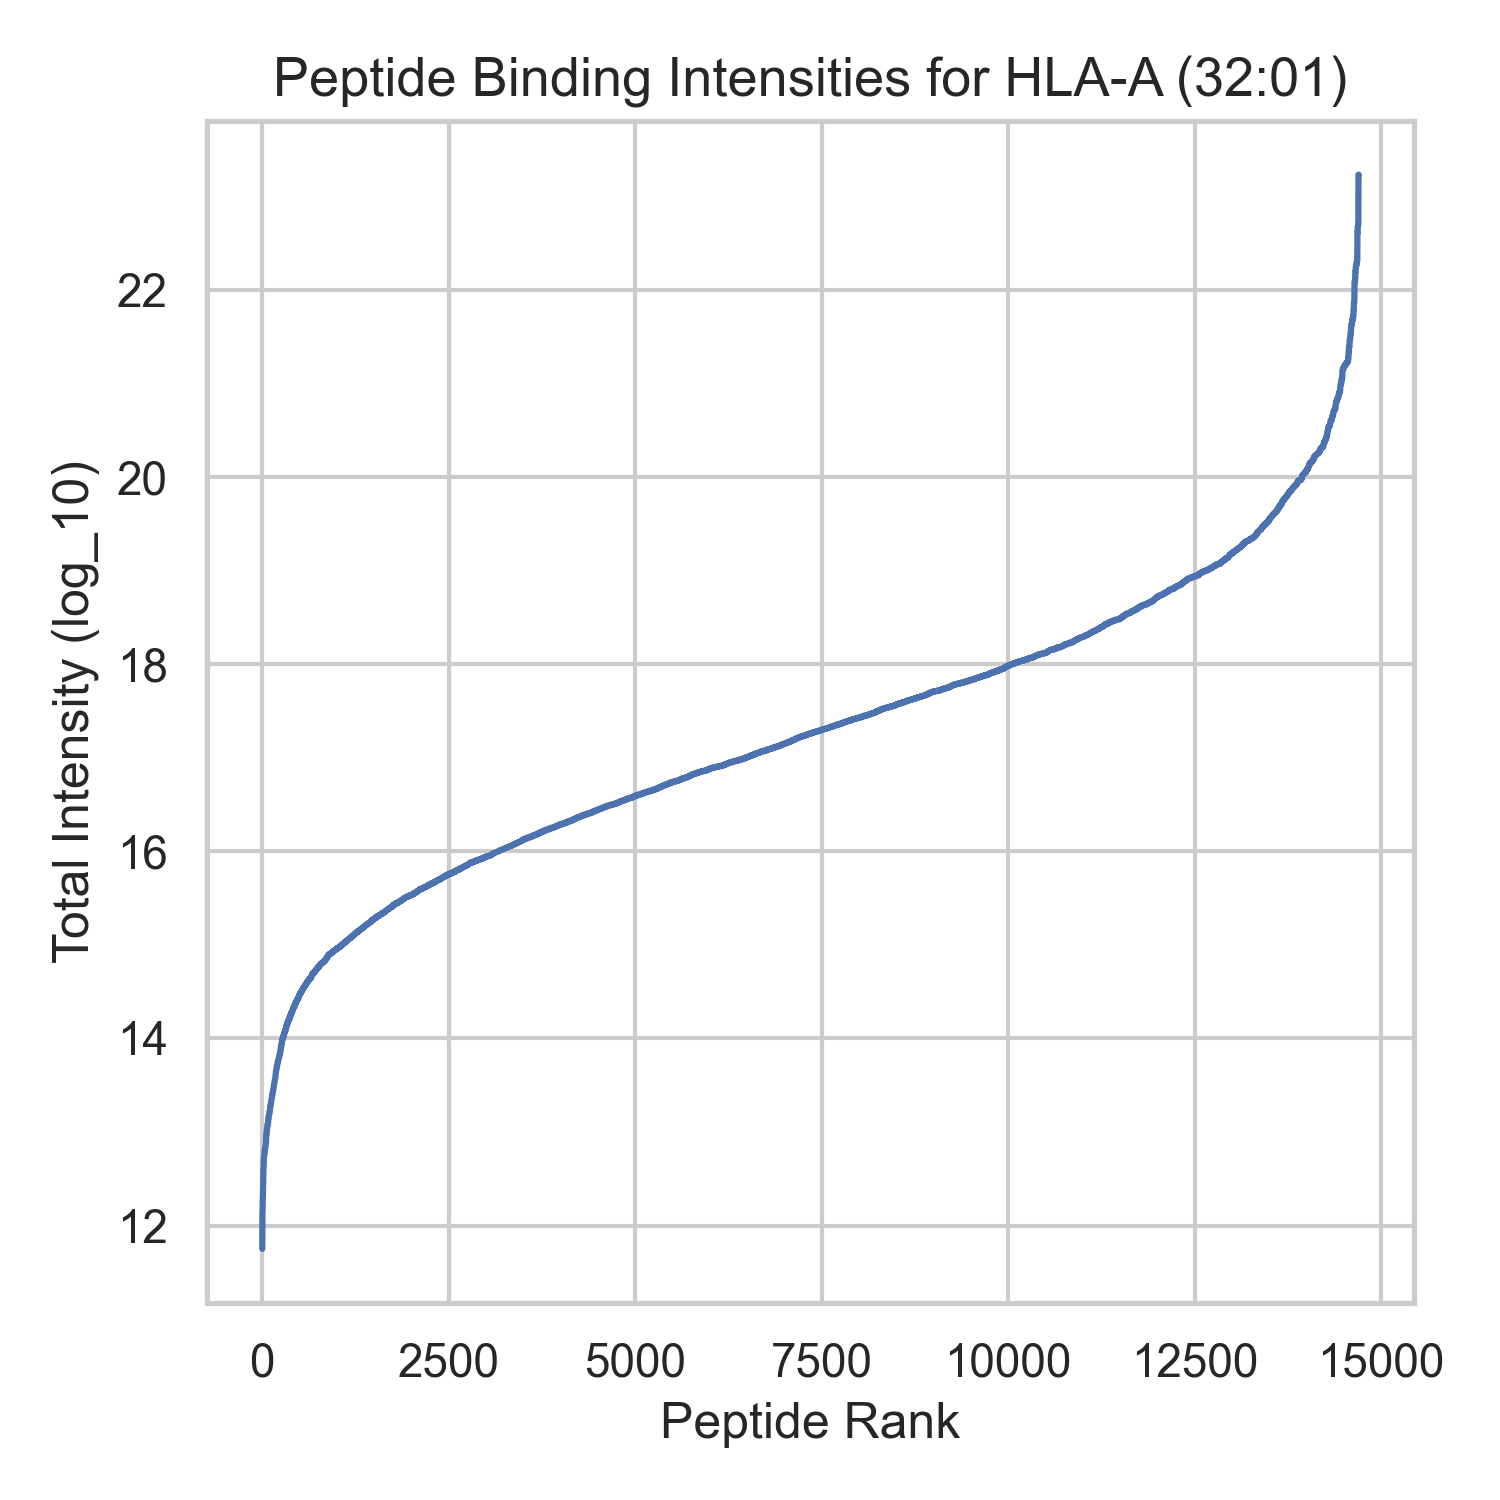 Peptide Binding Intensities for HLA-A (32:01)
Total Intensity (log_10)
22
20
18
16
14
12
0 2500 5000 7500 10000 12500 15000
Peptide Rank